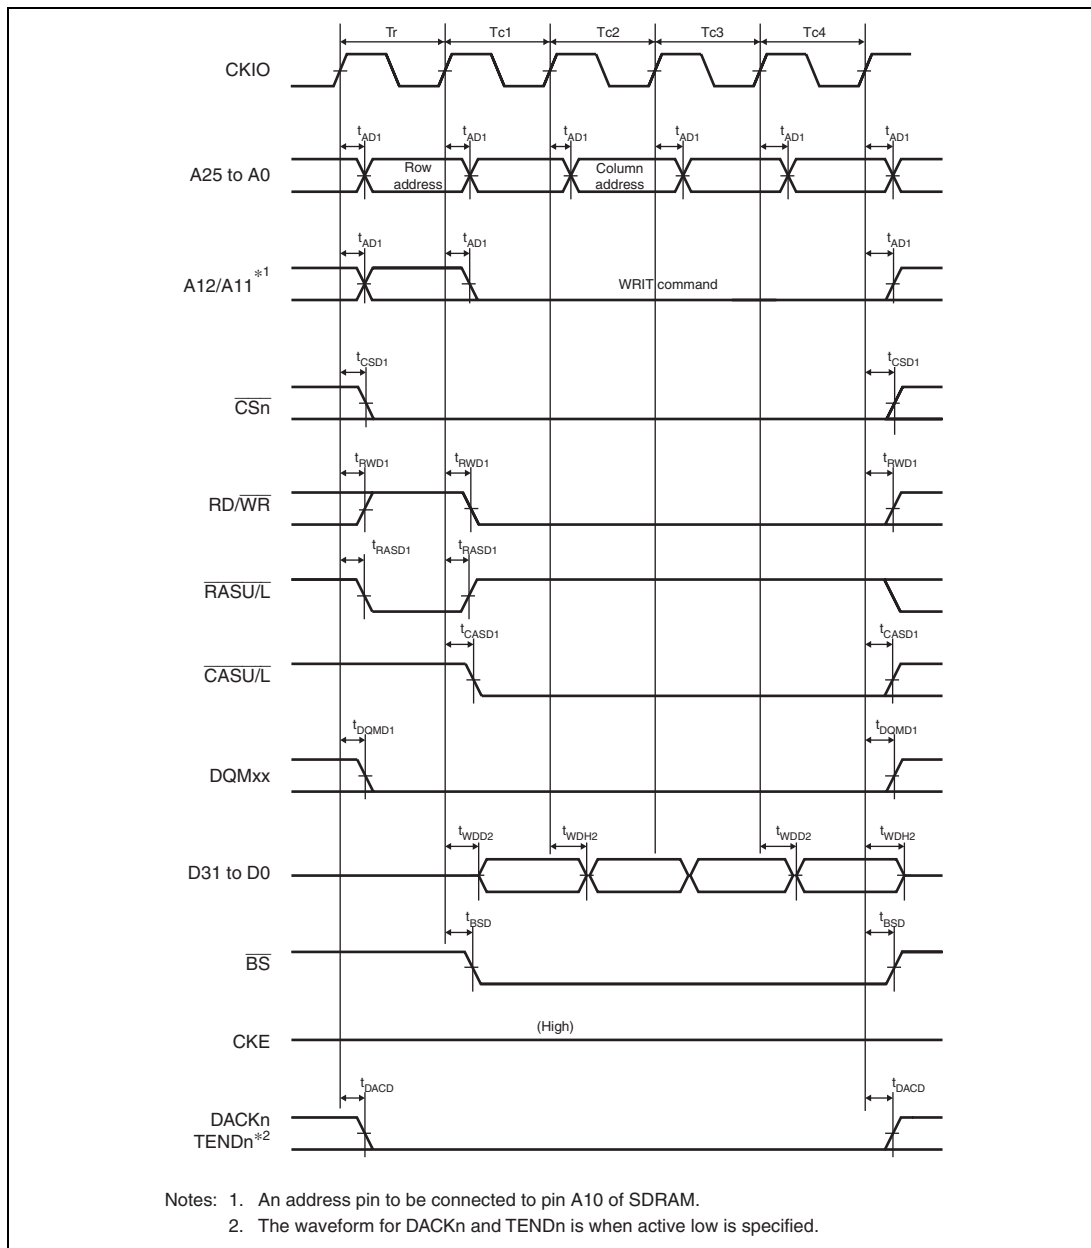 Tr Tc1 Tc2 Tc3 Tc4
CKIO
tAD1 tAD1 tAD1 tAD1 tAD1 tAD1
A25 to A0
Row address
Column address
tAD1 tAD1 tAD1
A12/A11*1
WRIT command
tCSD1 tCSD1
CSn
tRWD1 tRWD1 tRWD1
RD/WR
tRASD1 tRASD1
RASU/L
tCASD1 tCASD1
CASU/L
tDQMD1 tDQMD1
DQMxx
tWDD2 tWDH2 tWDD2 tWDH2
D31 to D0
tBSD tBSD
BS
(High)
CKE
tDACD tDACD
DACKn
TENDn*2
Notes: 1. An address pin to be connected to pin A10 of SDRAM.
2. The waveform for DACKn and TENDn is when active low is specified.